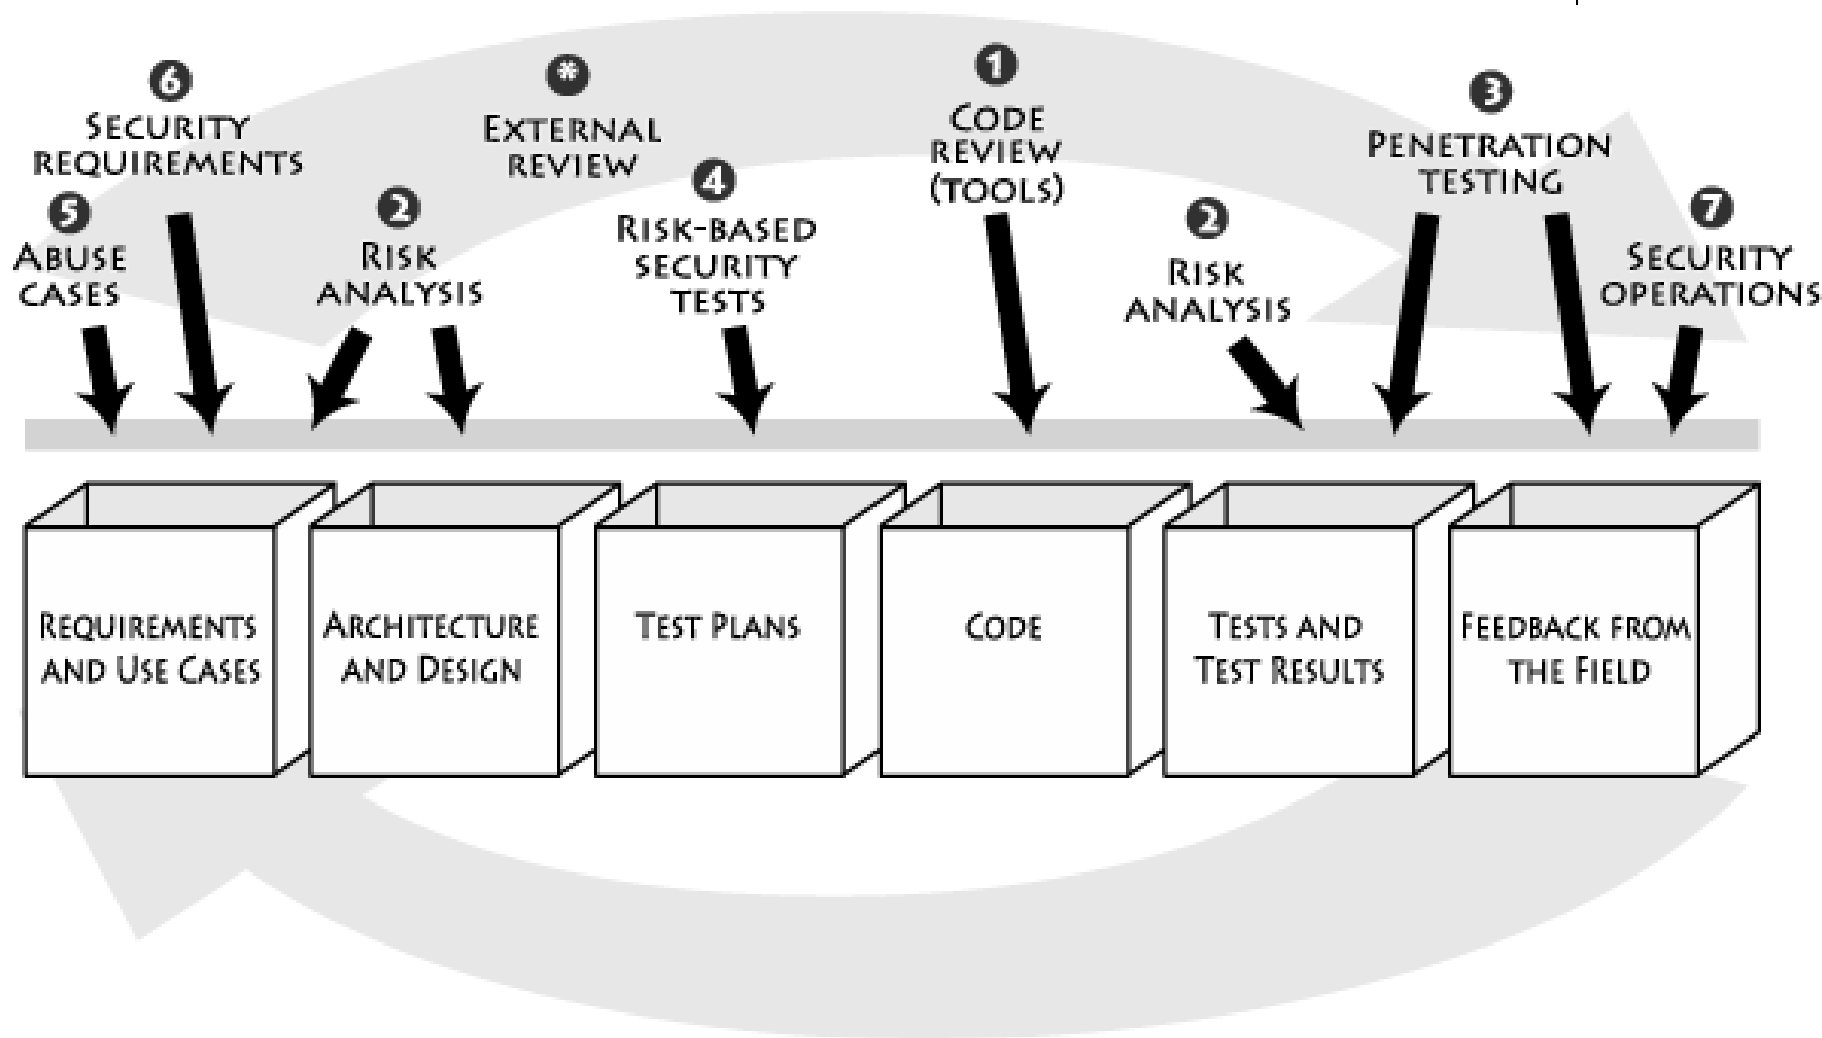 6
SECURITY
REQUIREMENTS
5
ABUSE
CASES
2
RISK
ANALYSIS
*
EXTERNAL
REVIEW
4
RISK-BASED
SECURITY
TESTS
1
CODE
REVIEW
(TOOLS)
2
RISK
ANALYSIS
3
PENETRATION
TESTING
7
SECURITY
OPERATIONS
REQUIREMENTS
AND USE CASES
ARCHITECTURE
AND DESIGN
TEST PLANS
CODE
TESTS AND
TEST RESULTS
FEEDBACK FROM
THE FIELD